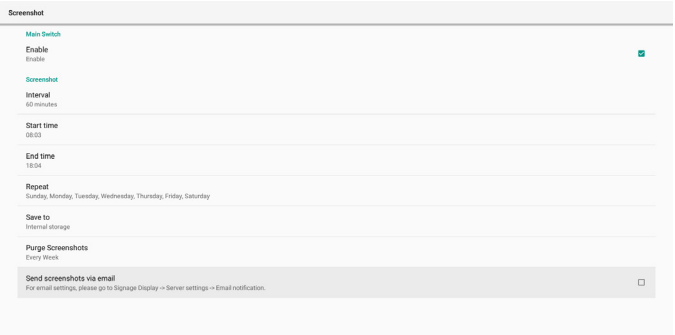 Screenshot
Main Switch
Enable
Enable
Screenshot
Interval
60 minutes
Start time
08:03
End time
18:04
Repeat
Sunday, Monday, Tuesday, Wednesday, Thursday, Friday, Saturday
Save to
Internal storage
Purge Screenshots
Every Week
Send screenshots via email
For email settings, please go to Signage Display -> Server settings -> Email notification.